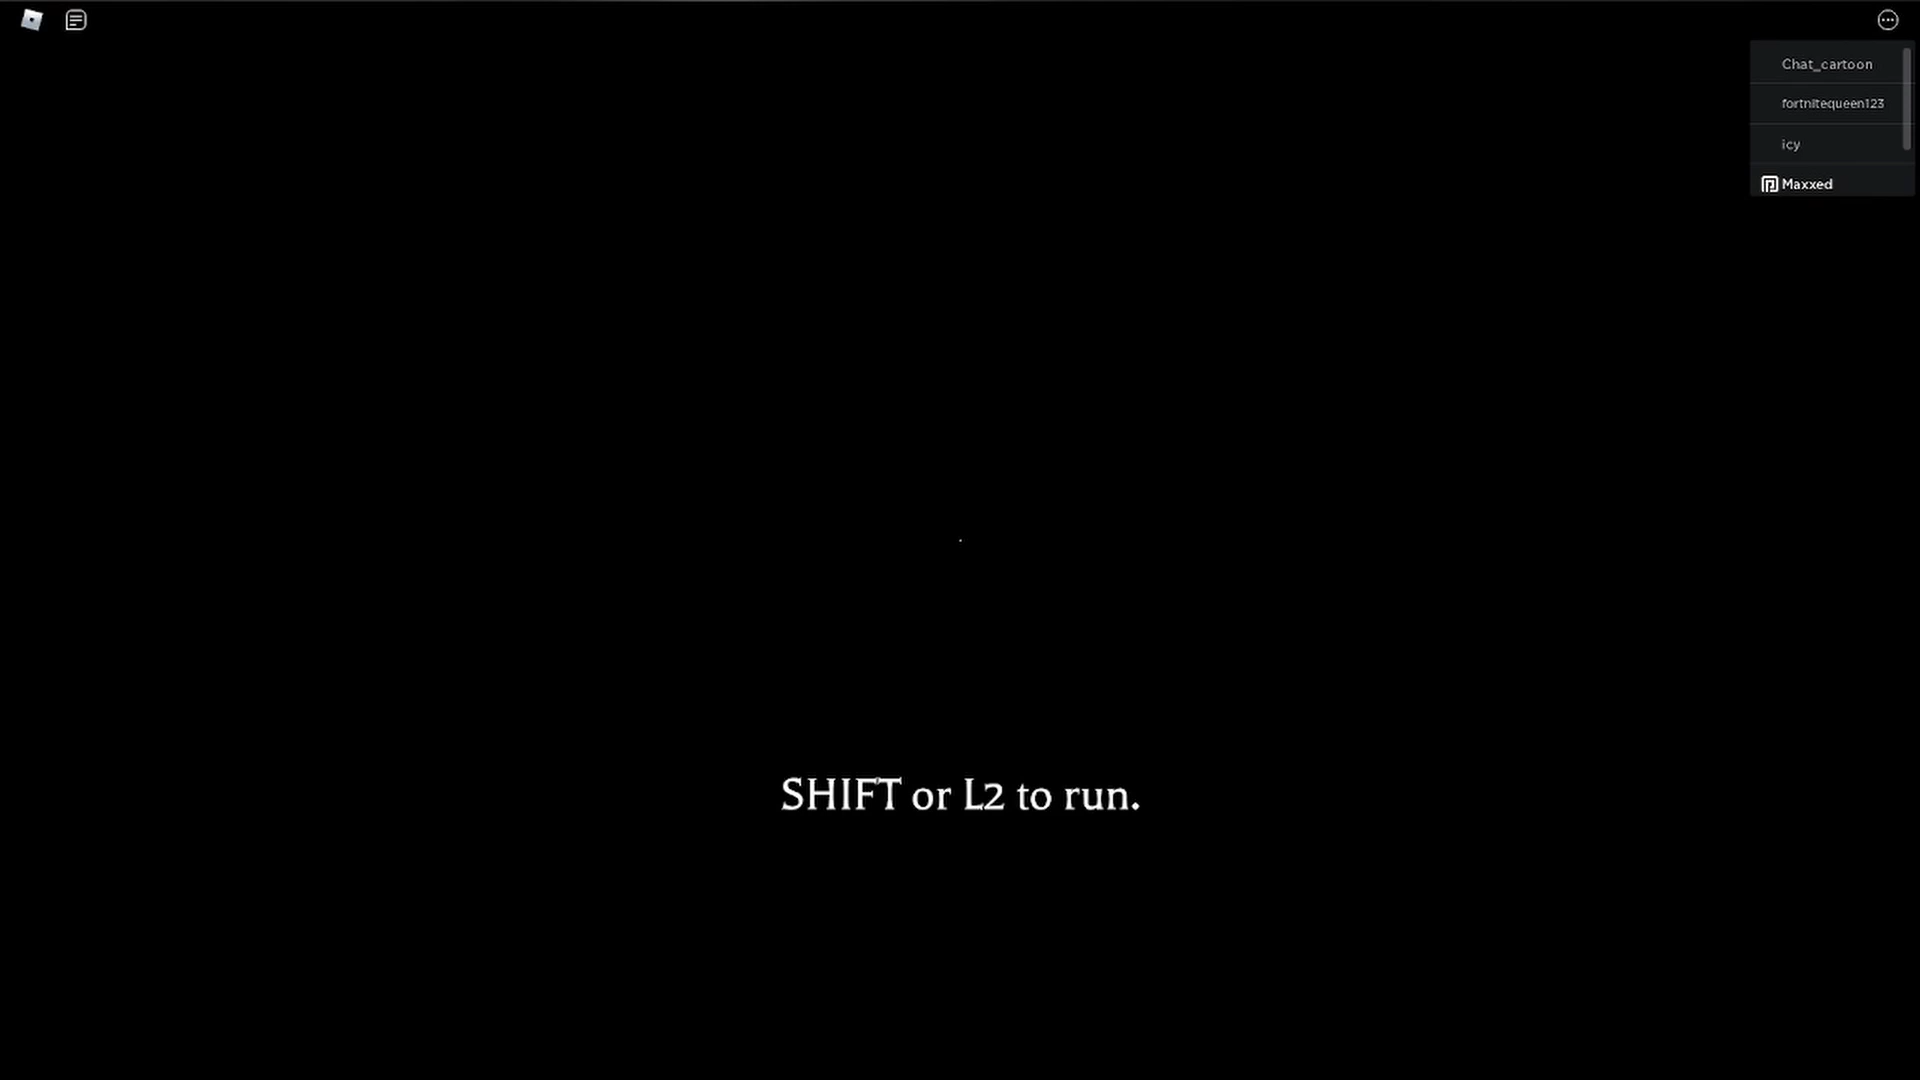 Chat_cartoon
fortnitequeen123
icy
Maxxed
SHIFT or L2 to run.